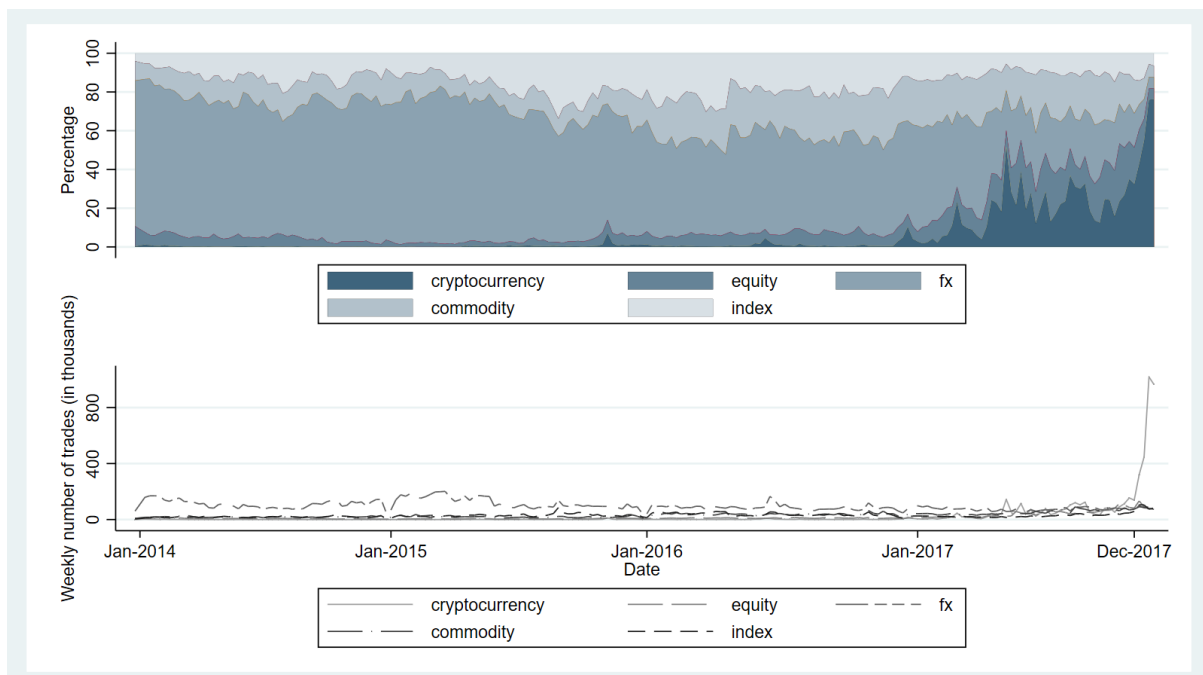 Percentage
0 20 40 60 80 100
cryptocurrency equity fx
commodity index
Weekly number of trades (in thousands)
0 400 800
Jan-2014 Jan-2015 Jan-2016 Jan-2017 Dec-2017
Date
cryptocurrency equity fx
commodity index